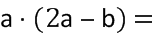 a · (2a – b) =